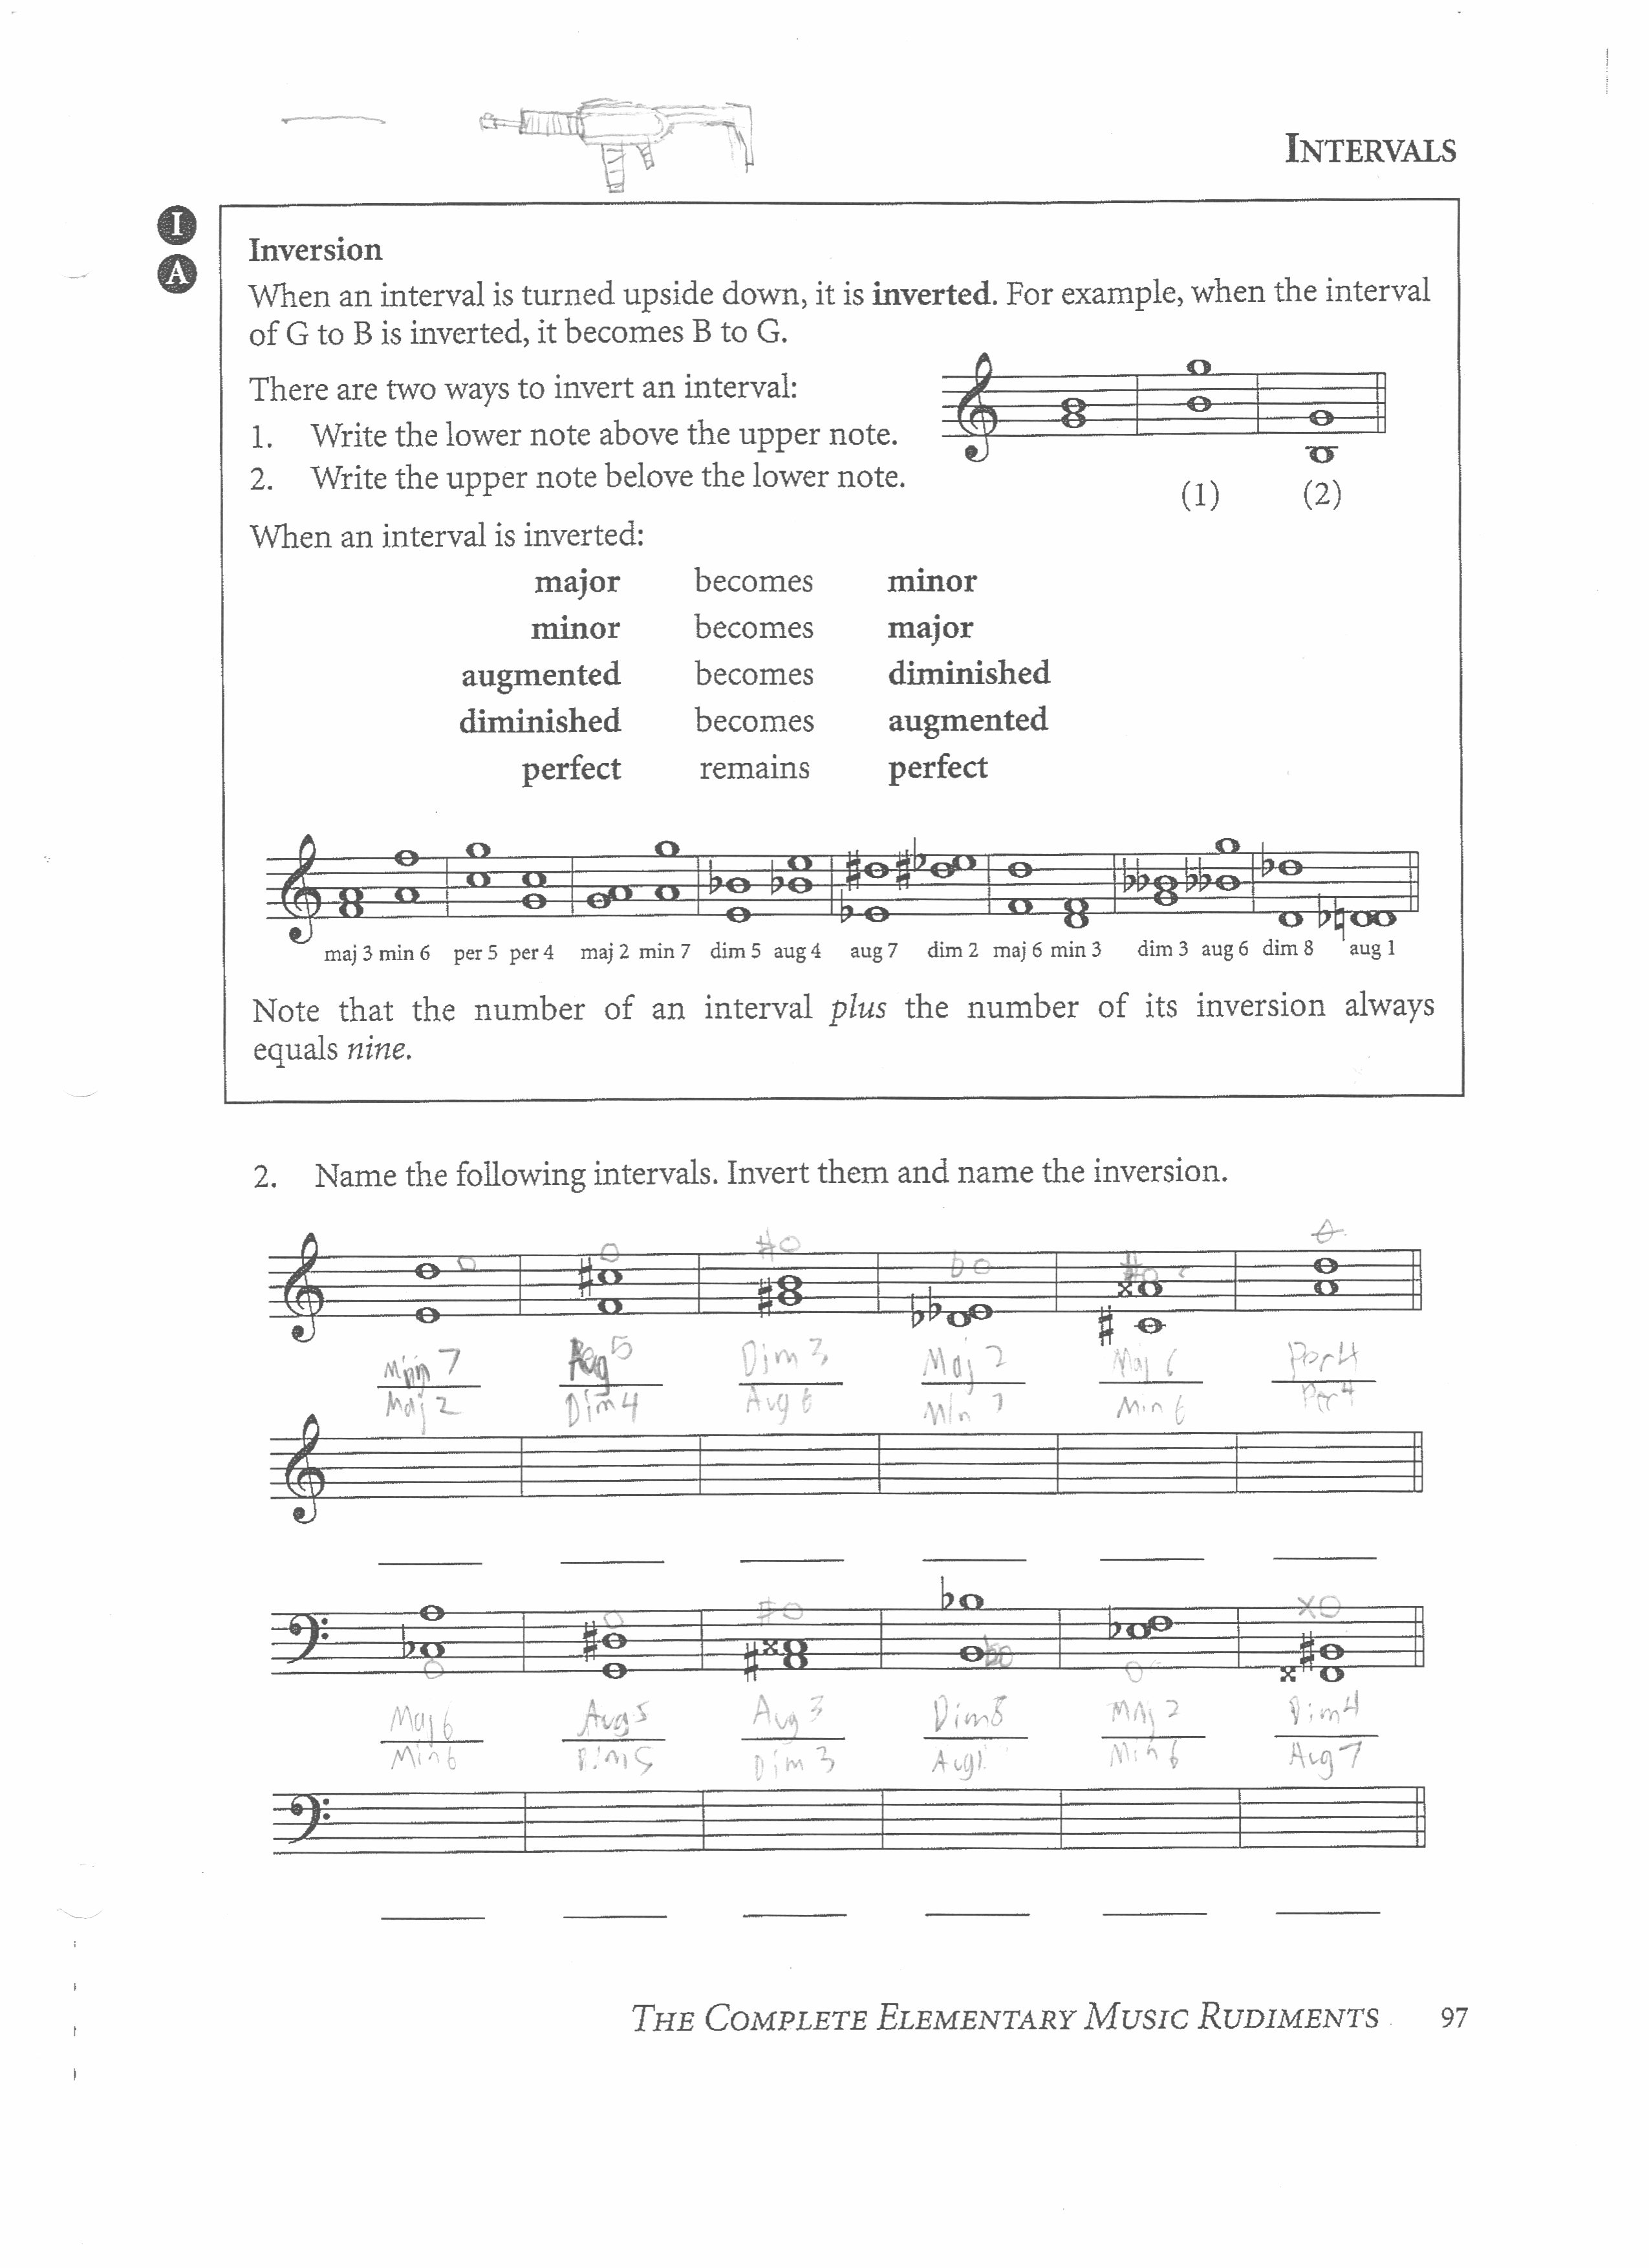 INTERVALS
I
A
Inversion
When an interval is turned upside down, it is inverted. For example, when the interval
of G to B is inverted, it becomes B to G.
There are two ways to invert an interval:
1. Write the lower note above the upper note.
2. Write the upper note belove the lower note.
(1) (2)
When an interval is inverted:
major becomes minor
minor becomes major
augmented becomes diminished
diminished becomes augmented
perfect remains perfect
maj 3 min 6 per 5 per 4 maj 2 min 7 dim 5 aug 4 aug 7 dim 2 maj 6 min 3 dim 3 aug 6 dim 8 aug 1
Note that the number of an interval plus the number of its inversion always
equals nine.
2. Name the following intervals. Invert them and name the inversion.
Min 7 Aug 5 Dim 3 Maj 2 Maj 6 Per 4
Maj 2 Dim 4 Aug 6 Min 7 Min 6 Per 4
Maj 6 Aug 5 Aug 3 Dim 8 Maj 2 Dim 4
Min 6 Dim 5 Dim 3 Aug 1 Min 6 Aug 7
THE COMPLETE ELEMENTARY MUSIC RUDIMENTS 97